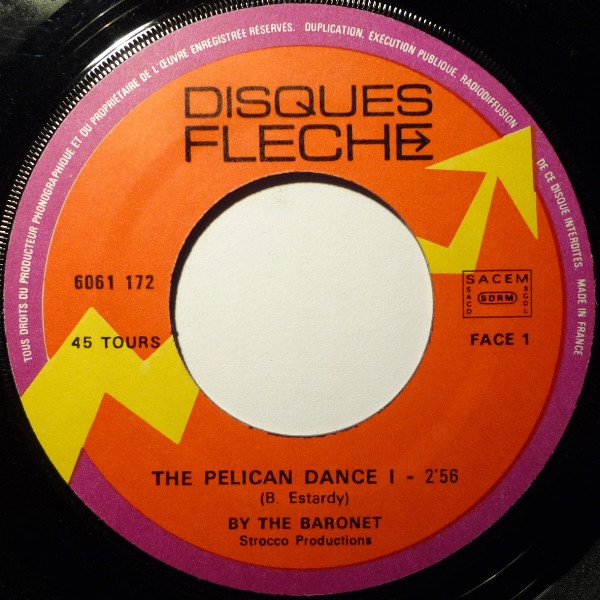 TOUS DROITS DU PRODUCTEUR PHONOGRAPHIQUE ET DU PROPRIÉTAIRE DE L'ŒUVRE ENREGISTRÉE RÉSERVÉS. DUPLICATION, EXÉCUTION PUBLIQUE, RADIODIFFUSION DE CE DISQUE INTERDITES. MADE IN FRANCE
DISQUES
FLECHE
6061 172
SACEM
SACD
SDRM
SGDL
45 TOURS
FACE 1
THE PELICAN DANCE I - 2'56
(B. Estardy)
BY THE BARONET
Strocco Productions